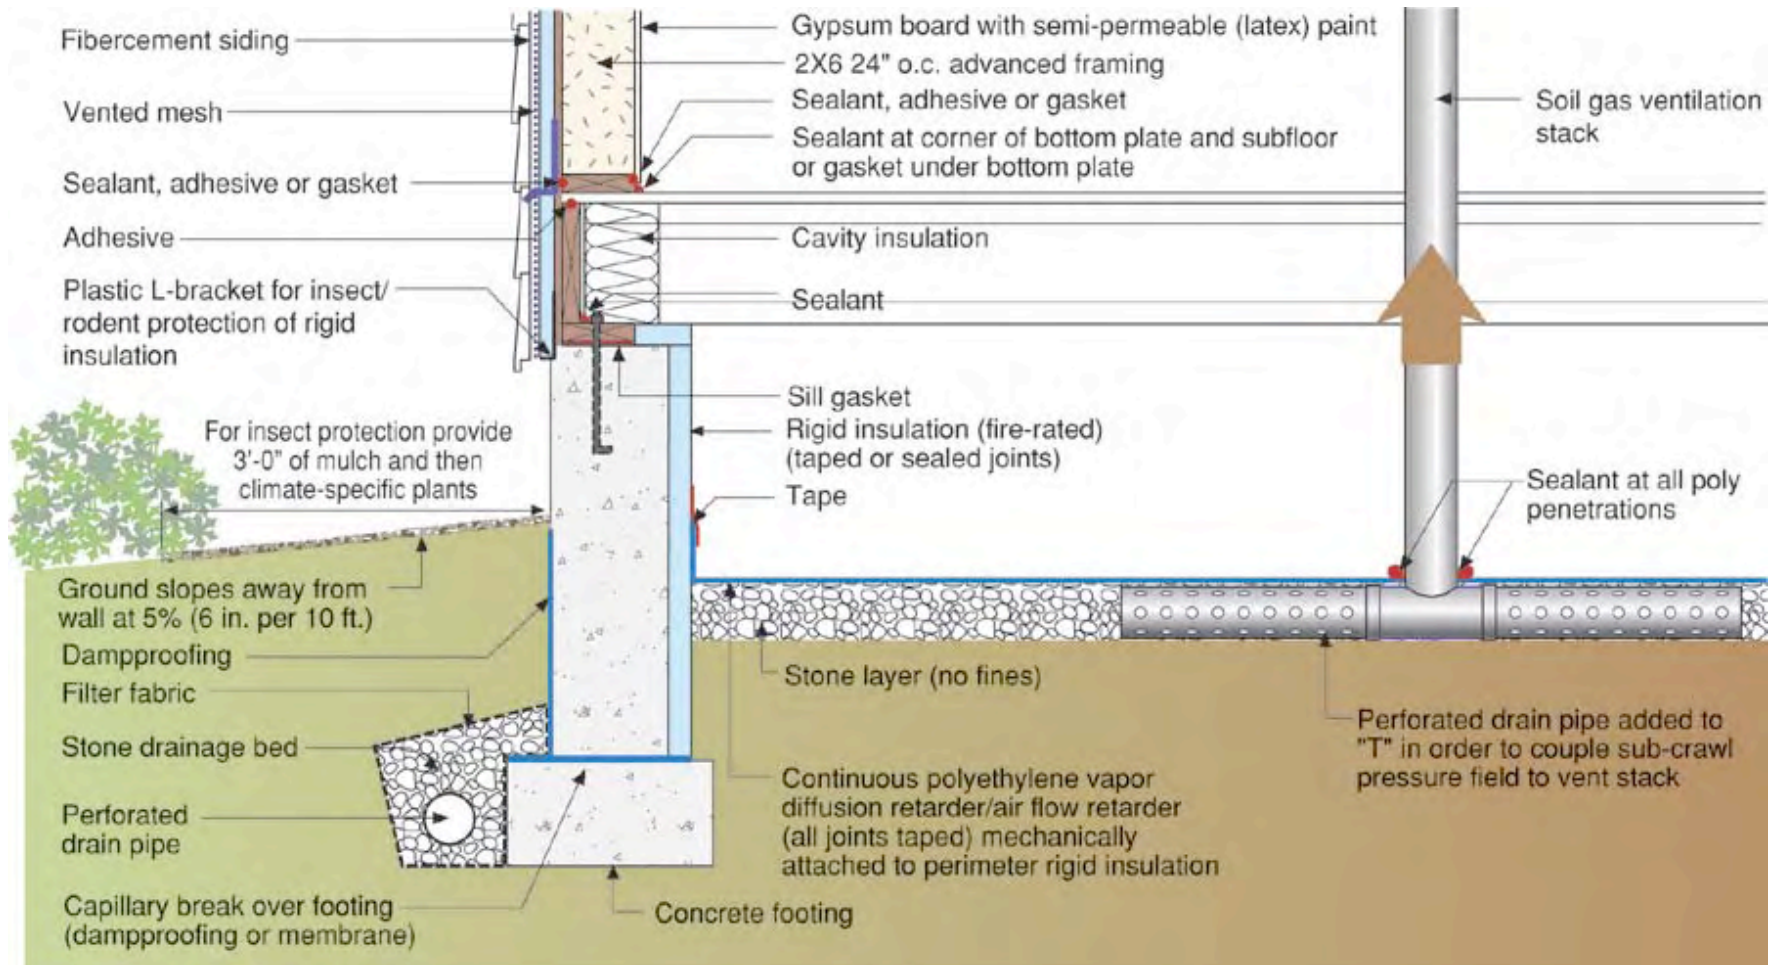 Fibercement siding
Vented mesh
Sealant, adhesive or gasket
Adhesive
Plastic L-bracket for insect/
rodent protection of rigid
insulation
For insect protection provide
3'-0" of mulch and then
climate-specific plants
Ground slopes away from
wall at 5% (6 in. per 10 ft.)
Dampproofing
Filter fabric
Stone drainage bed
Perforated
drain pipe
Capillary break over footing
(dampproofing or membrane)
Gypsum board with semi-permeable (latex) paint
2X6 24" o.c. advanced framing
Sealant, adhesive or gasket
Sealant at corner of bottom plate and subfloor
or gasket under bottom plate
Cavity insulation
Sealant
Sill gasket
Rigid insulation (fire-rated)
(taped or sealed joints)
Tape
Stone layer (no fines)
Continuous polyethylene vapor
diffusion retarder/air flow retarder
(all joints taped) mechanically
attached to perimeter rigid insulation
Concrete footing
Soil gas ventilation
stack
Sealant at all poly
penetrations
Perforated drain pipe added to
"T" in order to couple sub-crawl
pressure field to vent stack